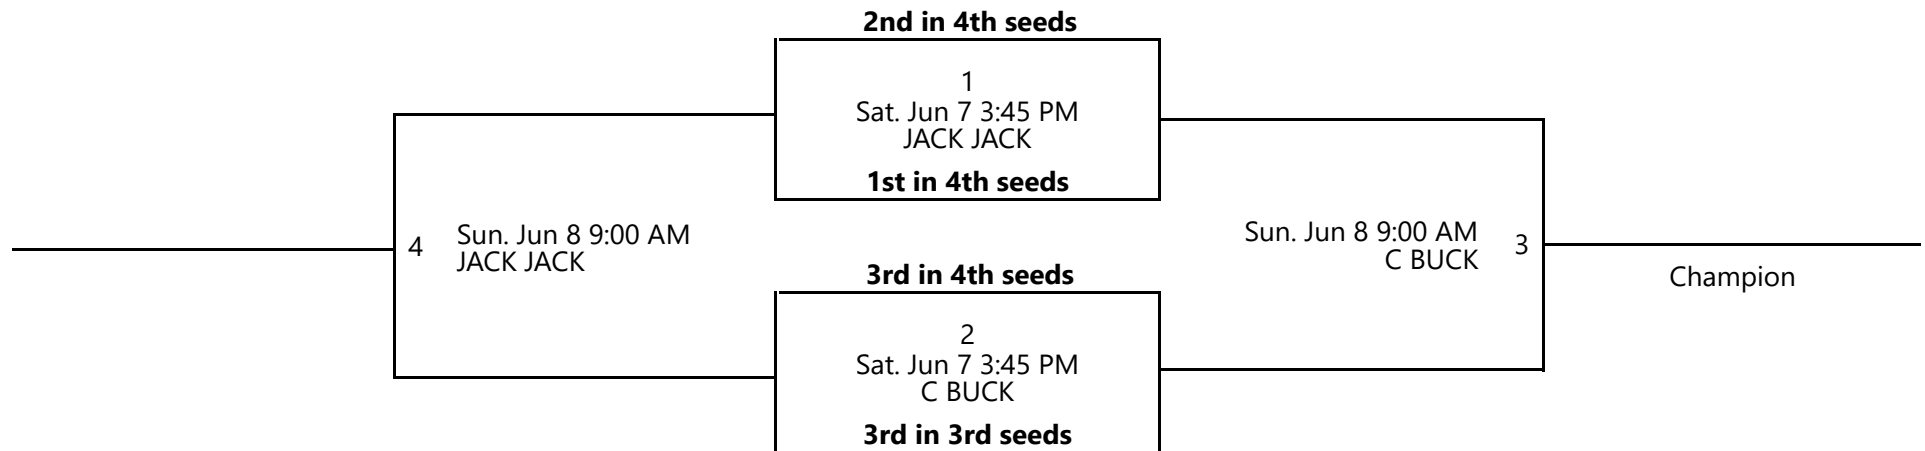 2nd in 4th seeds
1
Sat. Jun 7 3:45 PM
JACK JACK
1st in 4th seeds
4
Sun. Jun 8 9:00 AM
JACK JACK
Sun. Jun 8 9:00 AM
C BUCK
3
Champion
3rd in 4th seeds
2
Sat. Jun 7 3:45 PM
C BUCK
3rd in 3rd seeds